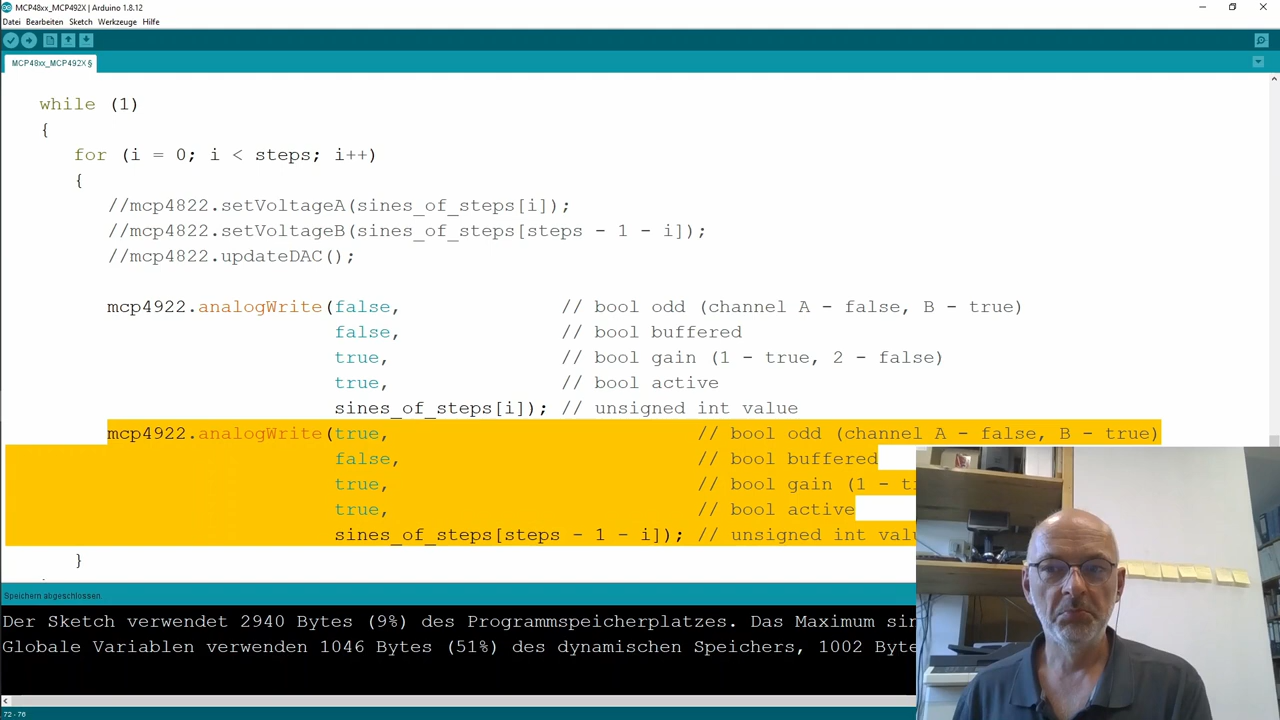 MCP48xx_MCP492X | Arduino 1.8.12
Datei Bearbeiten Sketch Werkzeuge Hilfe
MCP48xx_MCP492X §
while (1)
{
for (i = 0; i < steps; i++)
{
//mcp4822.setVoltageA(sines_of_steps[i]);
//mcp4822.setVoltageB(sines_of_steps[steps - 1 - i]);
//mcp4822.updateDAC();
mcp4922.analogWrite(false, // bool odd (channel A - false, B - true)
false, // bool buffered
true, // bool gain (1 - true, 2 - false)
true, // bool active
sines_of_steps[i]); // unsigned int value
mcp4922.analogWrite(true, // bool odd (channel A - false, B - true)
false, // bool buffered
true, // bool gain (1 -
true, // bool active
sines_of_steps[steps - 1 - i]); // unsigned int
}
Speichern abgeschlossen.
Der Sketch verwendet 2940 Bytes (9%) des Programmspeicherplatzes. Das Maximum
Globale Variablen verwenden 1046 Bytes (51%) des dynamischen Speichers, 1002
72 - 76